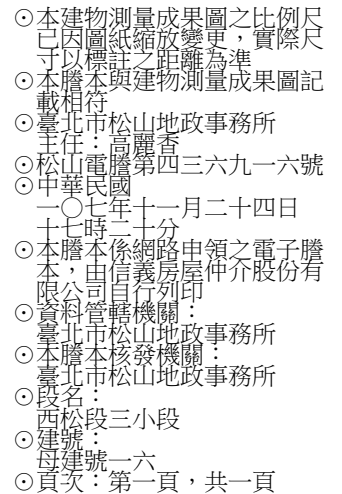 ⊙本建物測量成果圖之比例尺
已因圖紙縮放變更，實際尺
寸以標註之距離為準
⊙本謄本與建物測量成果圖記
載相符
⊙臺北市松山地政事務所
主任：高麗香
⊙松山電謄第四三六九一六號
⊙中華民國
一○七年十一月二十四日
十七時二十分
⊙本謄本係網路申領之電子謄
本，由信義房屋仲介股份有
限公司自行列印
⊙資料管轄機關：
臺北市松山地政事務所
⊙本謄本核發機關：
臺北市松山地政事務所
⊙段名：
西松段三小段
⊙建號：
母建號一六
⊙頁次：第一頁，共一頁